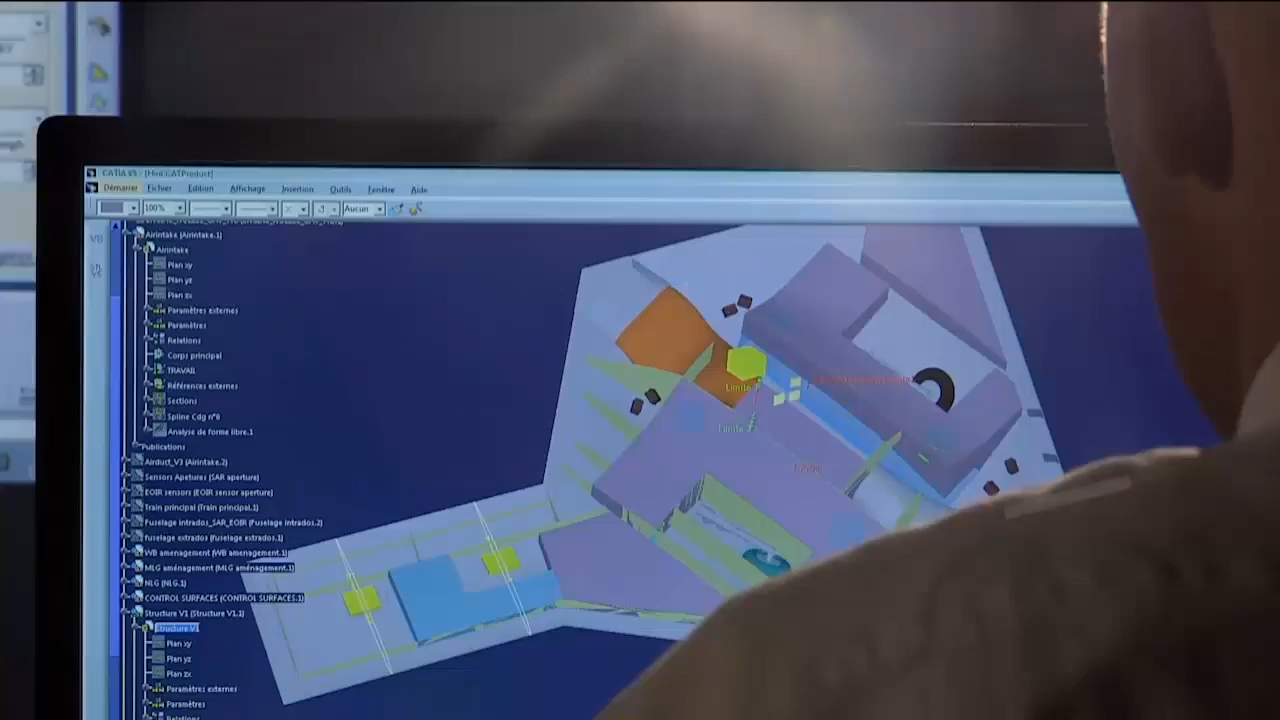 CATIA V5 - [Hivi.CATProduct]
Démarrer Fichier Edition Affichage Insertion Outils Fenêtre Aide
100% Aucun
Airintake (Airintake.1)
Airintake
Plan xy
Plan yz
Plan zx
Paramètres externes
Paramètres
Relations
Corps principal
TRAVAIL
Références externes
Sections
Spline Cdg n°8
Analyse de forme libre.1
Publications
Airduct_V3 (Airintake.2)
Sensors Apetures (SAR aperture)
EOIR sensors (EOIR sensor aperture)
Train principal (Train principal.1)
Fuselage intrados_SAR_EOIR (Fuselage intrados.2)
fuselage extrados (fuselage extrados.1)
WB amenagement (WB amenagement.1)
MLG aménagement (MLG aménagement.1)
NLG (NLG.1)
CONTROL SURFACES (CONTROL SURFACES.1)
Structure V1 (Structure V1.1)
Structure V1
Plan xy
Plan yz
Plan zx
Paramètres externes
Paramètres
Relations
Limite
Limite